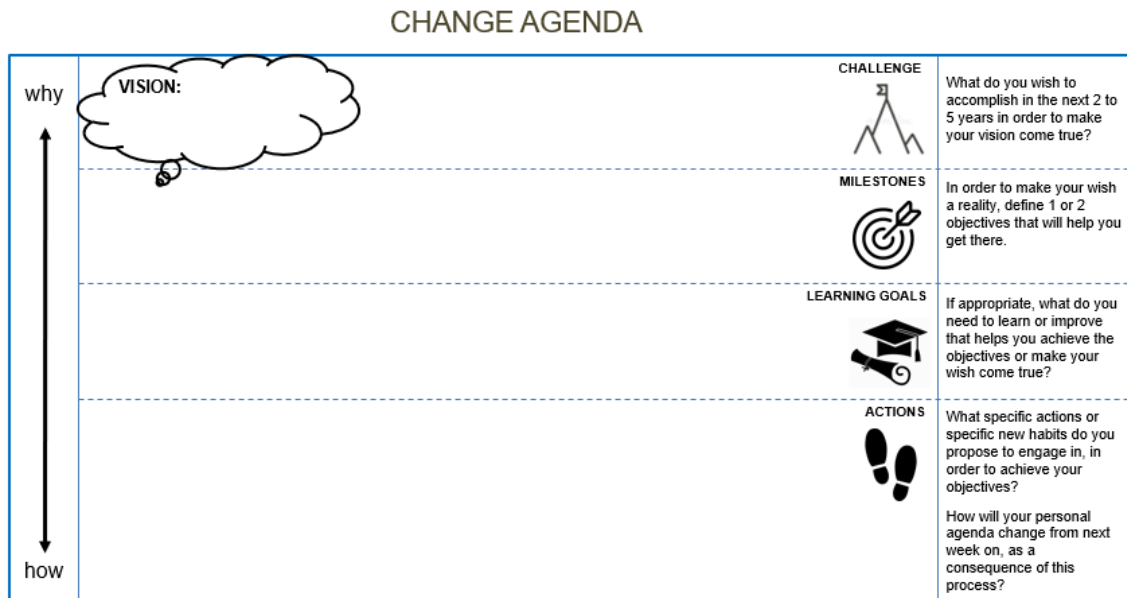 CHANGE AGENDA
why
VISION:
CHALLENGE
What do you wish to
accomplish in the next 2 to
5 years in order to make
your vision come true?
MILESTONES
In order to make your wish
a reality, define 1 or 2
objectives that will help you
get there.
LEARNING GOALS
If appropriate, what do you
need to learn or improve
that helps you achieve the
objectives or make your
wish come true?
ACTIONS
What specific actions or
specific new habits do you
propose to engage in, in
order to achieve your
objectives?
How will your personal
agenda change from next
week on, as a
consequence of this
process?
how